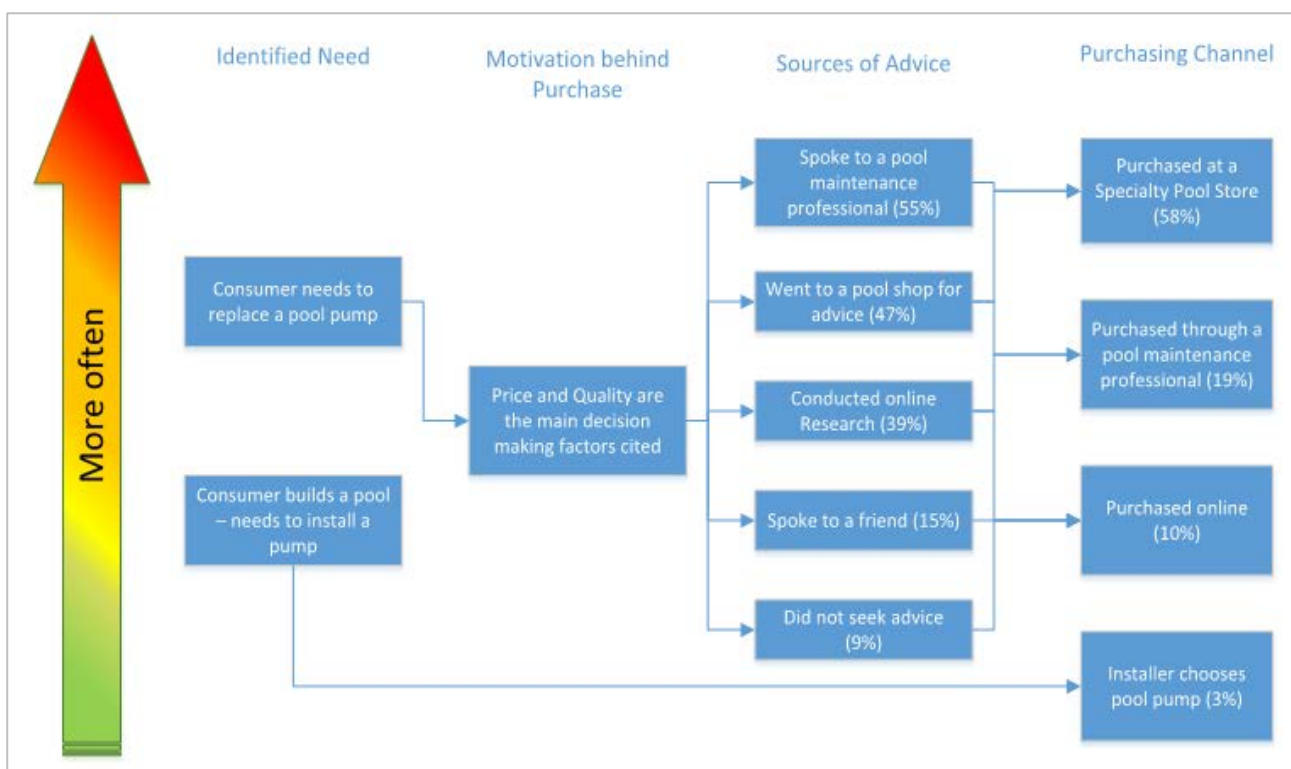 Identified Need
Motivation behind
Purchase
Sources of Advice
Purchasing Channel
More often
Consumer needs to
replace a pool pump
Consumer builds a pool
– needs to install a
pump
Price and Quality are
the main decision
making factors cited
Spoke to a pool
maintenance
professional (55%)
Went to a pool shop for
advice (47%)
Conducted online
Research (39%)
Spoke to a friend (15%)
Did not seek advice
(9%)
Purchased at a
Specialty Pool Store
(58%)
Purchased through a
pool maintenance
professional (19%)
Purchased online
(10%)
Installer chooses
pool pump (3%)